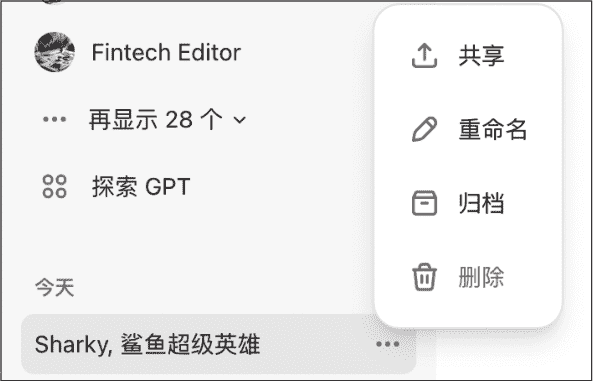 Fintech Editor
再显示 28 个
探索 GPT
今天
Sharky, 鲨鱼超级英雄
共享
重命名
归档
删除